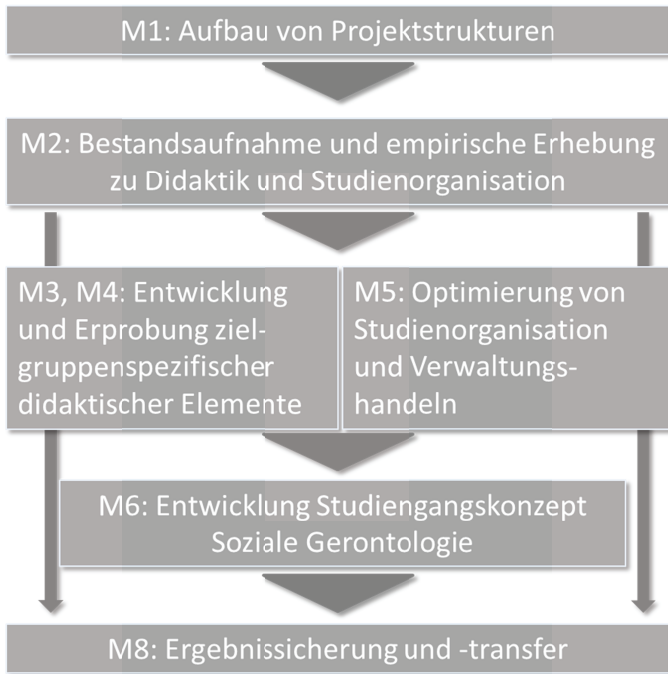 M1: Aufbau von Projektstrukturen
M2: Bestandsaufnahme und empirische Erhebung
zu Didaktik und Studienorganisation
M3, M4: Entwicklung
und Erprobung ziel-
gruppenspezifischer
didaktischer Elemente
M5: Optimierung von
Studienorganisation
und Verwaltungs-
handeln
M6: Entwicklung Studiengangskonzept
Soziale Gerontologie
M8: Ergebnissicherung und -transfer